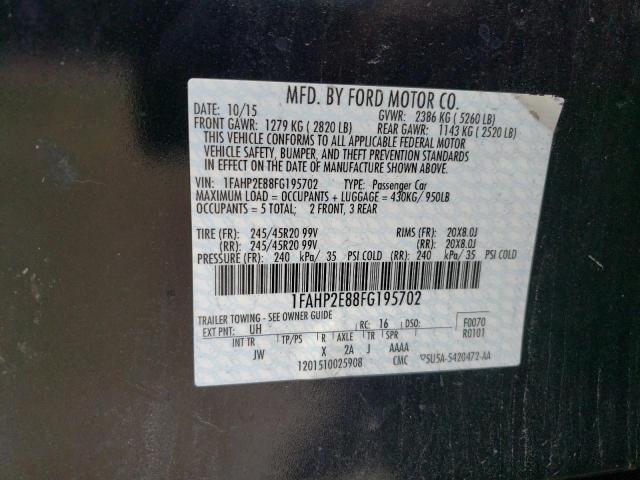 MFD. BY FORD MOTOR CO.
DATE: 10/15 GVWR: 2386 KG ( 5260 LB)
FRONT GAWR: 1279 KG ( 2820 LB) REAR GAWR: 1143 KG ( 2520 LB)
THIS VEHICLE CONFORMS TO ALL APPLICABLE FEDERAL MOTOR
VEHICLE SAFETY, BUMPER, AND THEFT PREVENTION STANDARDS
IN EFFECT ON THE DATE OF MANUFACTURE SHOWN ABOVE.
VIN: 1FAHP2E88FG195702 TYPE: Passenger Car
MAXIMUM LOAD = OCCUPANTS + LUGGAGE = 430KG/ 950LB
OCCUPANTS = 5 TOTAL: 2 FRONT, 3 REAR
TIRE (FR): 245/45R20 99V RIMS (FR): 20X8.0J
(RR): 245/45R20 99V (RR): 20X8.0J
PRESSURE (FR): 240 kPa/ 35 PSI COLD (RR): 240 kPa/ 35 PSI COLD
1FAHP2E88FG195702
TRAILER TOWING - SEE OWNER GUIDE
EXT PNT: UH RC: 16 DSO: F0070
R0101
INT TR TP/PS R AXLE TR SPR
JW X 2A J AAAA
1201510025908 CMC 5U5A-5420472-AA